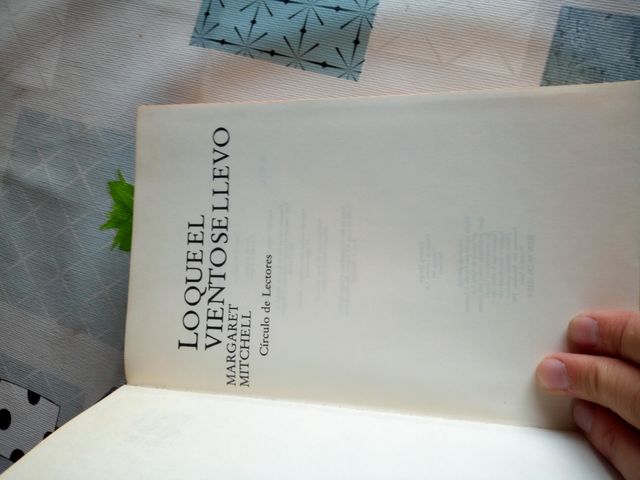 LO QUE EL
VIENTO SE LLEVO
MARGARET
MITCHELL
Círculo de Lectores